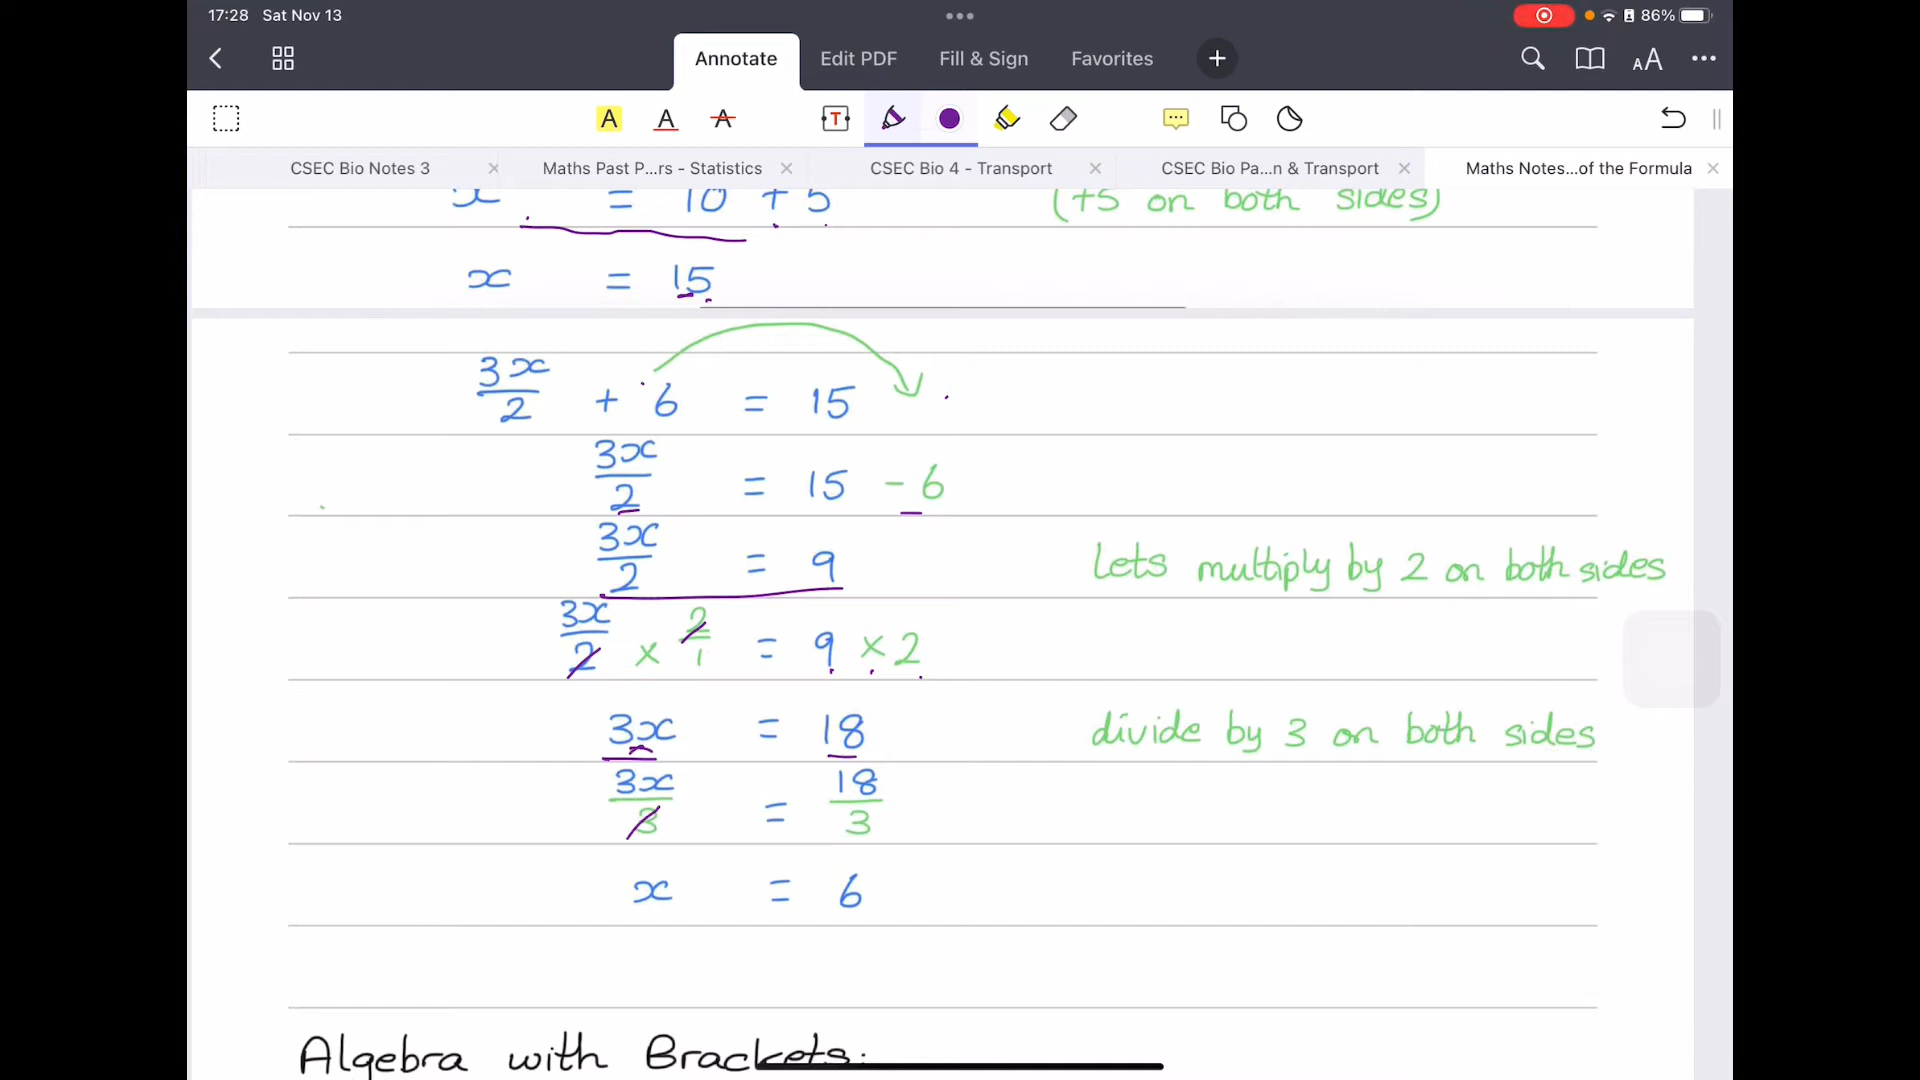 17:28 Sat Nov 13 86%
Annotate Edit PDF Fill & Sign Favorites
A A A T AA
CSEC Bio Notes 3 Maths Past P...rs - Statistics CSEC Bio 4 - Transport CSEC Bio Pa...n & Transport Maths Notes...of the Formula
x = 10 + 5 (+5 on both sides)
x = 15
3x/2 + 6 = 15
3x/2 = 15 - 6
3x/2 = 9 Lets multiply by 2 on both sides
3x/2 × 2/1 = 9 × 2
3x = 18 divide by 3 on both sides
3x/3 = 18/3
x = 6
Algebra with Brackets: